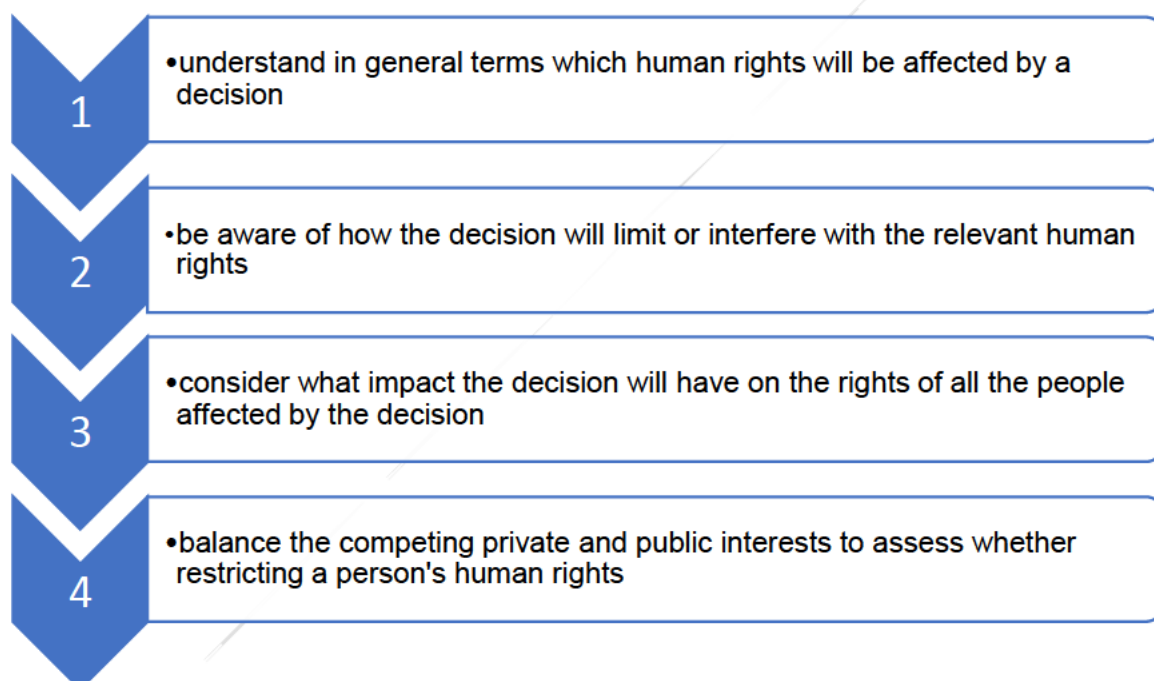 1
•understand in general terms which human rights will be affected by a
decision
2
•be aware of how the decision will limit or interfere with the relevant human
rights
3
•consider what impact the decision will have on the rights of all the people
affected by the decision
4
•balance the competing private and public interests to assess whether
restricting a person's human rights